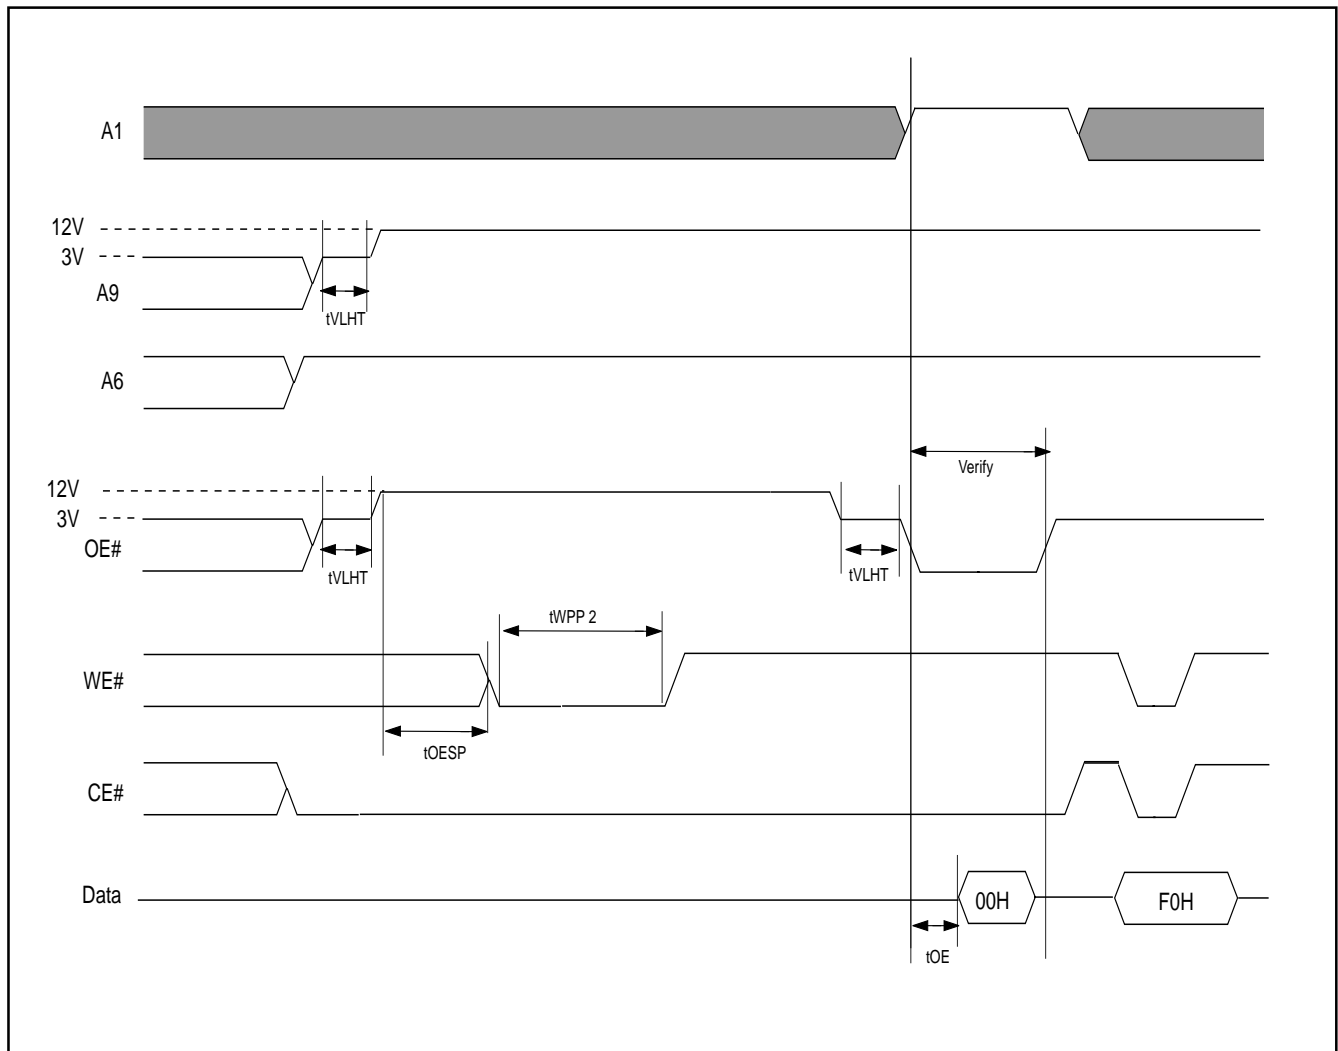 A1
12V
3V
A9
tVLHT
A6
Verify
12V
3V
OE#
tVLHT
tVLHT
tWPP 2
WE#
tOESP
CE#
Data
00H
F0H
tOE